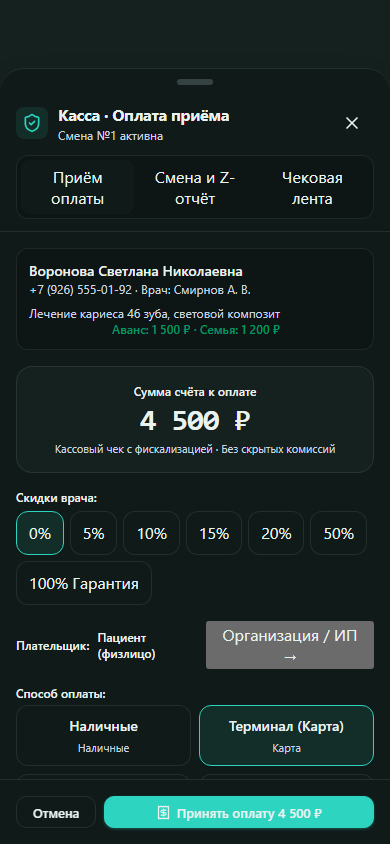 Касса · Оплата приёма
Смена №1 активна
Приём
оплаты
Смена и Z-
отчёт
Чековая
лента
Воронова Светлана Николаевна
+7 (926) 555-01-92 · Врач: Смирнов А. В.
Лечение кариеса 46 зуба, световой композит
Аванс: 1 500 ₽ · Семья: 1 200 ₽
Сумма счёта к оплате
4 500 ₽
Кассовый чек с фискализацией · Без скрытых комиссий
Скидки врача:
0% 5% 10% 15% 20% 50%
100% Гарантия
Плательщик:
Пациент
(физлицо)
Организация / ИП
→
Способ оплаты:
Наличные
Наличные
Терминал (Карта)
Карта
Отмена
Принять оплату 4 500 ₽